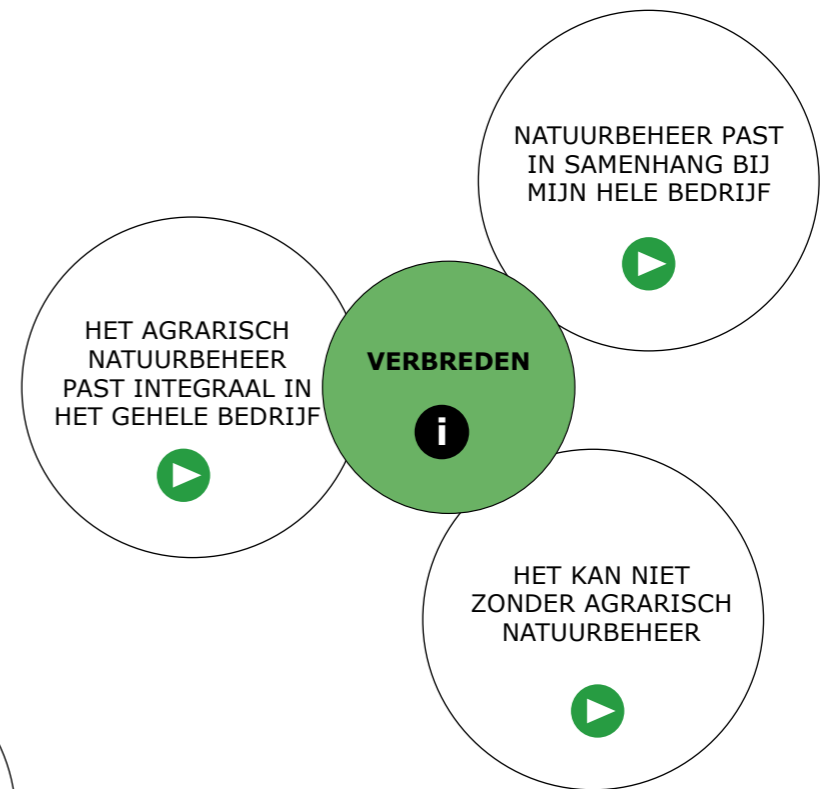 NATUURBEHEER PAST
IN SAMENHANG BIJ
MIJN HELE BEDRIJF
HET AGRARISCH
NATUURBEHEER
PAST INTEGRAAL IN
HET GEHELE BEDRIJF
VERBREDEN
i
HET KAN NIET
ZONDER AGRARISCH
NATUURBEHEER